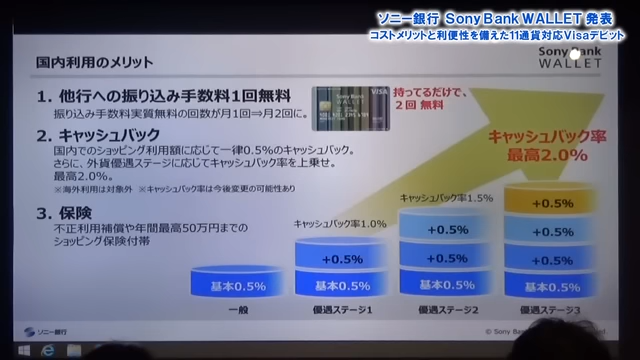 ソニー銀行 Sony Bank WALLET 発表
コストメリットと利便性を備えた11通貨対応Visaデビット
国内利用のメリット
Sony Bank
WALLET
1. 他行への振り込み手数料1回無料
振り込み手数料実質無料の回数が月1回⇒月2回に。
VISA
Sony Bank
WALLET
持ってるだけで、
2回 無料
2. キャッシュバック
国内でのショッピング利用額に応じて一律0.5%のキャッシュバック。
さらに、外貨優遇ステージに応じてキャッシュバック率を上乗せ。
最高2.0%。
※海外利用は対象外 ※キャッシュバック率は今後変更の可能性あり
キャッシュバック率
最高2.0%
3. 保険
不正利用補償や年間最高50万円までの
ショッピング保険付帯
キャッシュバック率1.0%
キャッシュバック率1.5%
+0.5%
+0.5%
+0.5%
+0.5%
+0.5%
+0.5%
基本0.5%
基本0.5%
基本0.5%
基本0.5%
一般
優遇ステージ1
優遇ステージ2
優遇ステージ3
ソニー銀行
© Sony Bank